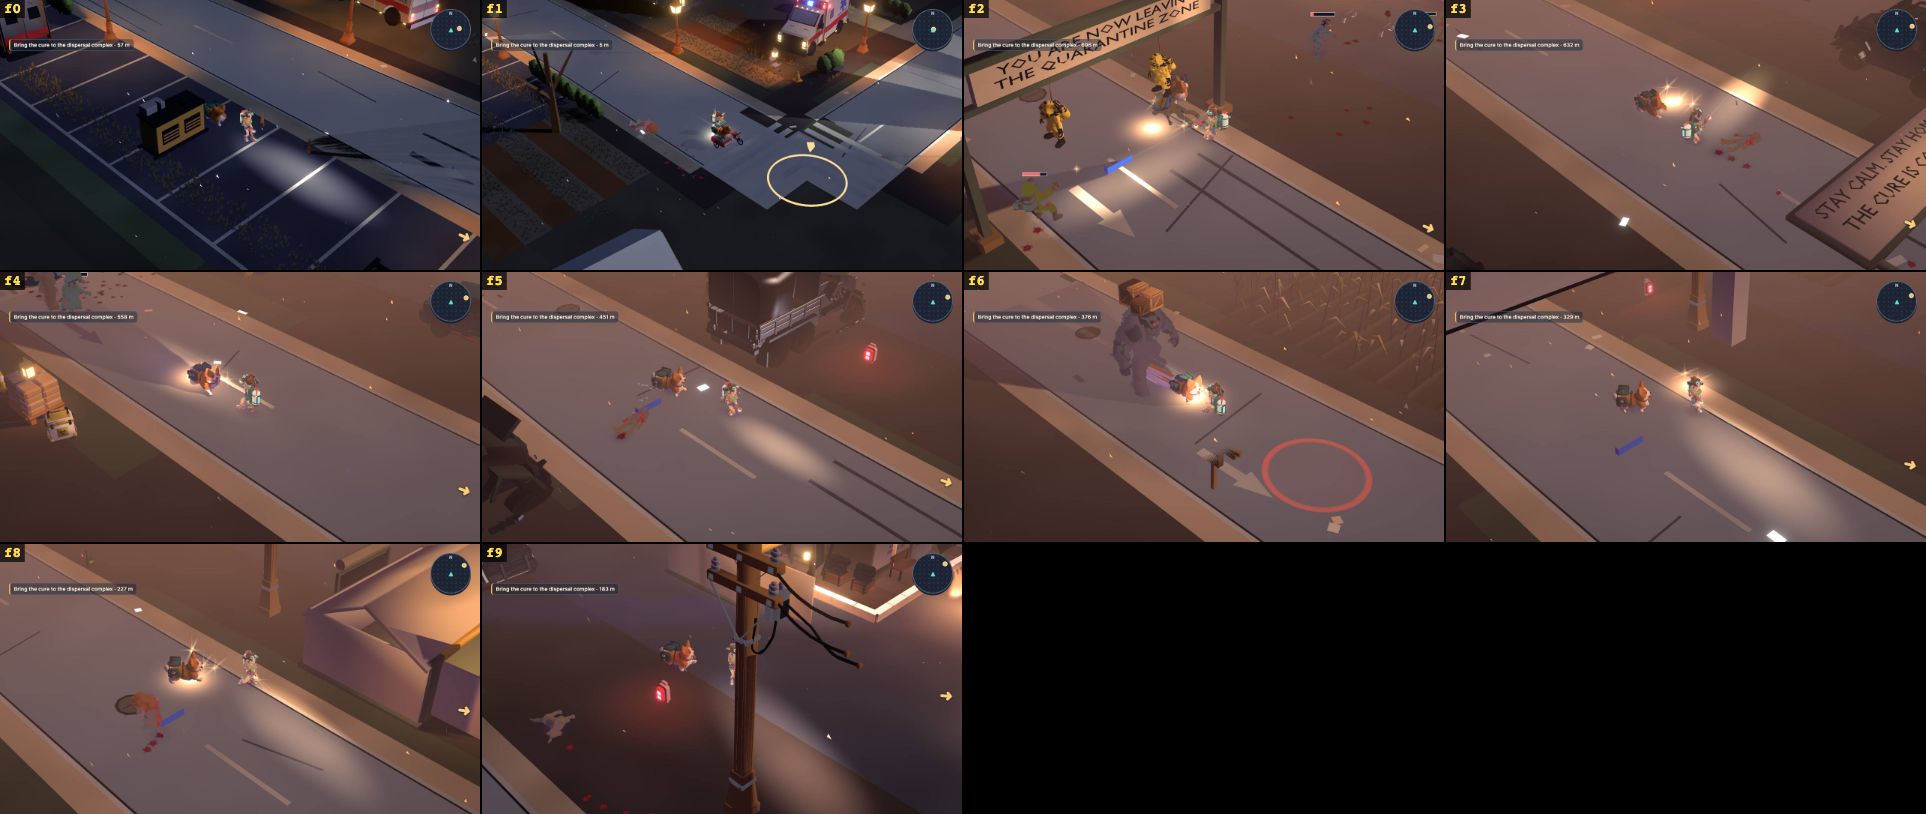 f0
Bring the cure to the dispersal complex - 57 m
N
f1
Bring the cure to the dispersal complex - 5 m
N
f2
YOU ARE NOW LEAVING
THE QUARANTINE ZONE
N
f3
Bring the cure to the dispersal complex - 632 m
N
STAY CALM. STAY HOM
THE CURE IS
f4
Bring the cure to the dispersal complex - 558 m
N
f5
Bring the cure to the dispersal complex - 451 m
N
f6
Bring the cure to the dispersal complex - 376 m
N
f7
Bring the cure to the dispersal complex - 329 m
N
f8
Bring the cure to the dispersal complex - 227 m
N
f9
Bring the cure to the dispersal complex - 183 m
N